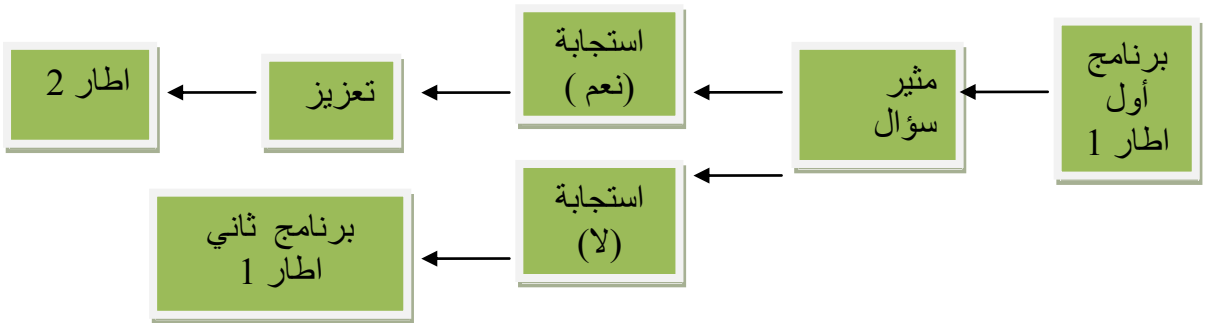 برنامج
أول
اطار 1
مثير
سؤال
استجابة
(نعم )
تعزيز
اطار 2
استجابة
(لا)
برنامج ثاني
اطار 1